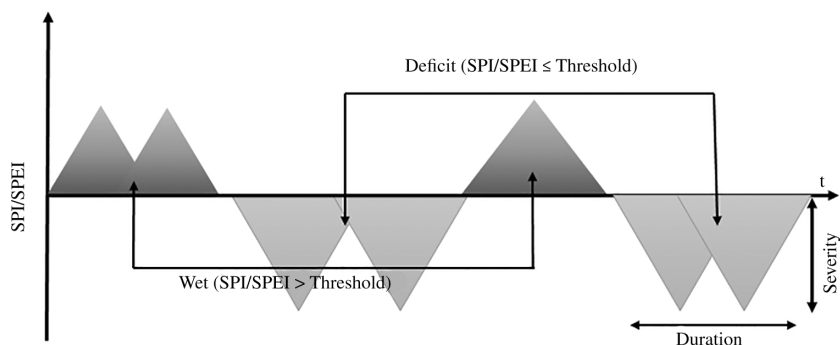 Deficit (SPI/SPEI ≤ Threshold)
SPI/SPEI
t
Wet (SPI/SPEI > Threshold)
Severity
Duration